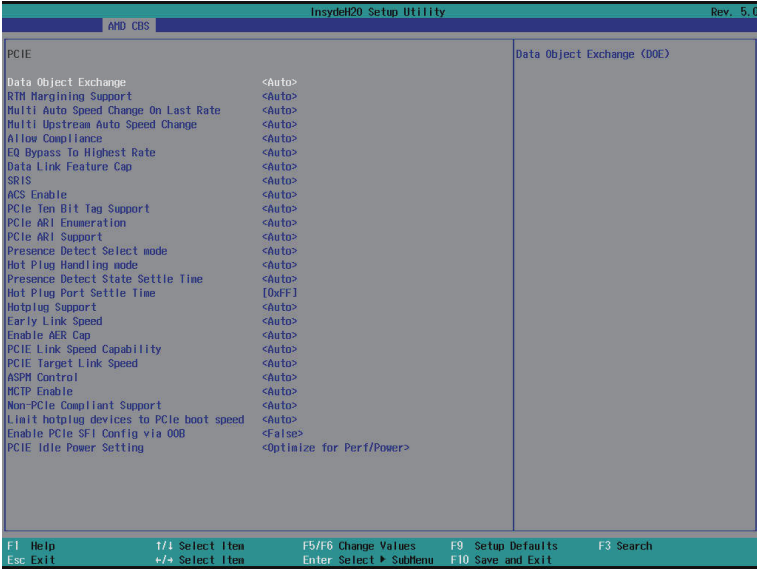 InsydeH20 Setup Utility Rev. 5.0
AMD CBS
PCIE Data Object Exchange (DOE)
Data Object Exchange <Auto>
RTM Margining Support <Auto>
Multi Auto Speed Change On Last Rate <Auto>
Multi Upstream Auto Speed Change <Auto>
Allow Compliance <Auto>
EQ Bypass To Highest Rate <Auto>
Data Link Feature Cap <Auto>
SRIS <Auto>
ACS Enable <Auto>
PCIe Ten Bit Tag Support <Auto>
PCIe ARI Enumeration <Auto>
PCIe ARI Support <Auto>
Presence Detect Select mode <Auto>
Hot Plug Handling mode <Auto>
Presence Detect State Settle Time <Auto>
Hot Plug Port Settle Time [0xFF]
Hotplug Support <Auto>
Early Link Speed <Auto>
Enable AER Cap <Auto>
PCIE Link Speed Capability <Auto>
PCIE Target Link Speed <Auto>
ASPM Control <Auto>
MCTP Enable <Auto>
Non-PCIe Compliant Support <Auto>
Limit hotplug devices to PCIe boot speed <Auto>
Enable PCIe SFI Config via OOB <False>
PCIE Idle Power Setting <Optimize for Perf/Power>
F1 Help ↑/↓ Select Item F5/F6 Change Values F9 Setup Defaults F3 Search
Esc Exit ←/→ Select Item Enter Select ▶ SubMenu F10 Save and Exit